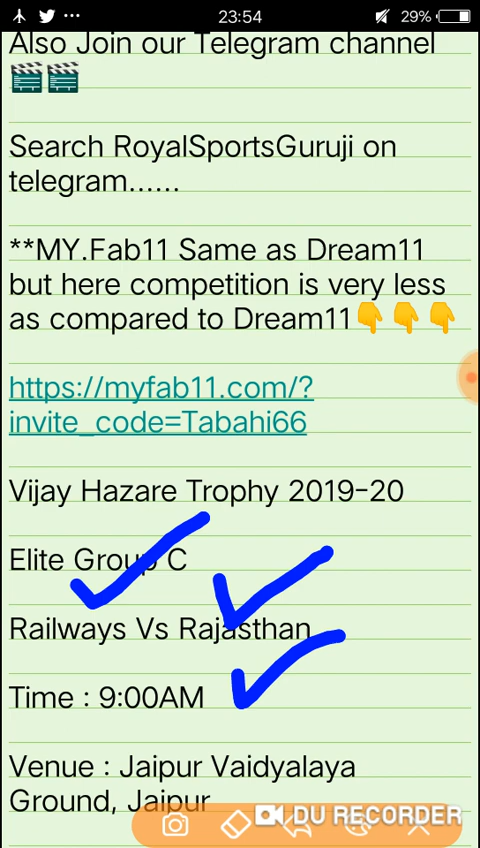 23:54
29%
Also Join our Telegram channel
🎬🎬
Search RoyalSportsGuruji on
telegram......
**MY.Fab11 Same as Dream11
but here competition is very less
as compared to Dream11👇👇👇
https://myfab11.com/?
invite_code=Tabahi66
Vijay Hazare Trophy 2019-20
Elite Group C
Railways Vs Rajasthan
Time : 9:00AM
Venue : Jaipur Vaidyalaya
Ground, Jaipur
DU RECORDER